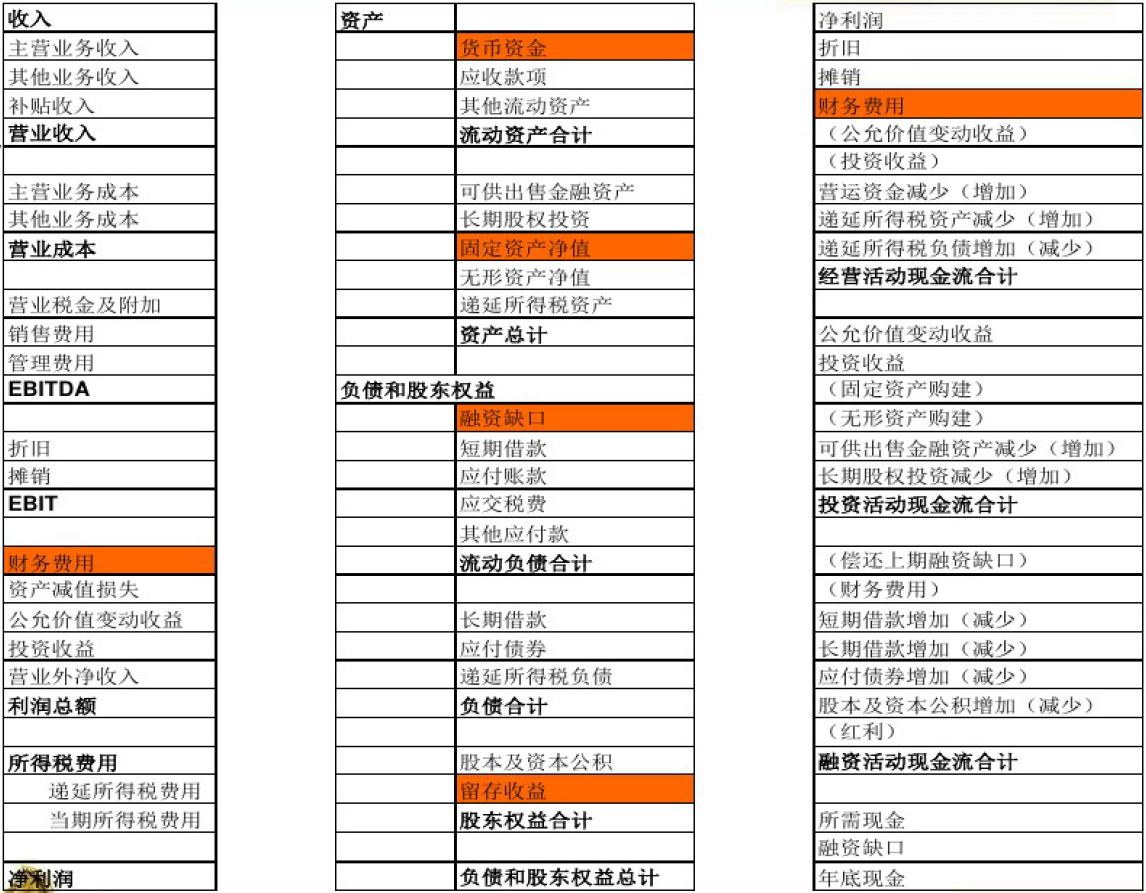 收入
主营业务收入
其他业务收入
补贴收入
营业收入
主营业务成本
其他业务成本
营业成本
营业税金及附加
销售费用
管理费用
EBITDA
折旧
摊销
EBIT
财务费用
资产减值损失
公允价值变动收益
投资收益
营业外净收入
利润总额
所得税费用
递延所得税费用
当期所得税费用
净利润
资产
货币资金
应收款项
其他流动资产
流动资产合计
可供出售金融资产
长期股权投资
固定资产净值
无形资产净值
递延所得税资产
资产总计
负债和股东权益
融资缺口
短期借款
应付账款
应交税费
其他应付款
流动负债合计
长期借款
应付债券
递延所得税负债
负债合计
股本及资本公积
留存收益
股东权益合计
负债和股东权益总计
净利润
折旧
摊销
财务费用
（公允价值变动收益）
（投资收益）
营运资金减少（增加）
递延所得税资产减少（增加）
递延所得税负债增加（减少）
经营活动现金流合计
公允价值变动收益
投资收益
（固定资产购建）
（无形资产购建）
可供出售金融资产减少（增加）
长期股权投资减少（增加）
投资活动现金流合计
（偿还上期融资缺口）
（财务费用）
短期借款增加（减少）
长期借款增加（减少）
应付债券增加（减少）
股本及资本公积增加（减少）
（红利）
融资活动现金流合计
所需现金
融资缺口
年底现金